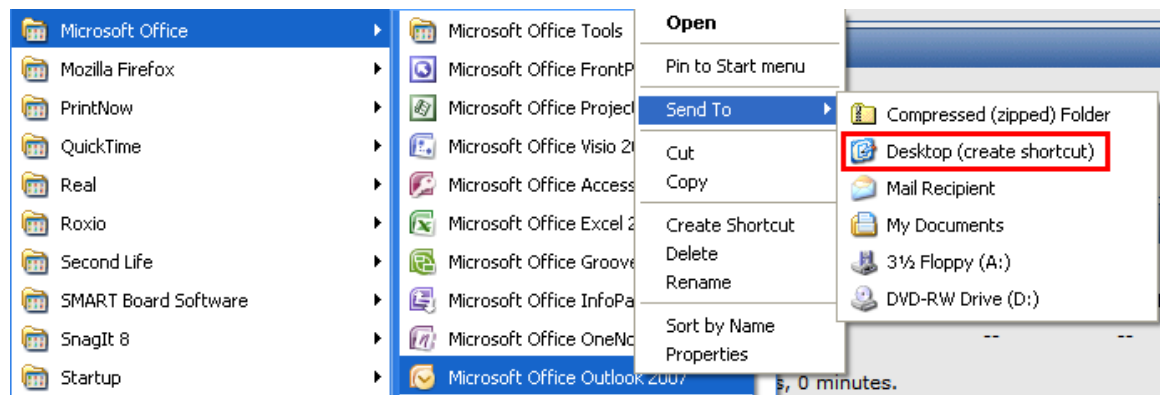 Microsoft Office
Mozilla Firefox
PrintNow
QuickTime
Real
Roxio
Second Life
SMART Board Software
SnagIt 8
Startup
Microsoft Office Tools
Microsoft Office FrontP
Microsoft Office Project
Microsoft Office Visio 20
Microsoft Office Access
Microsoft Office Excel 2
Microsoft Office Groove
Microsoft Office InfoPa
Microsoft Office OneNo
Microsoft Office Outlook 2007
Open
Pin to Start menu
Send To
Cut
Copy
Create Shortcut
Delete
Rename
Sort by Name
Properties
Compressed (zipped) Folder
Desktop (create shortcut)
Mail Recipient
My Documents
3½ Floppy (A:)
DVD-RW Drive (D:)
-- --
s, 0 minutes.